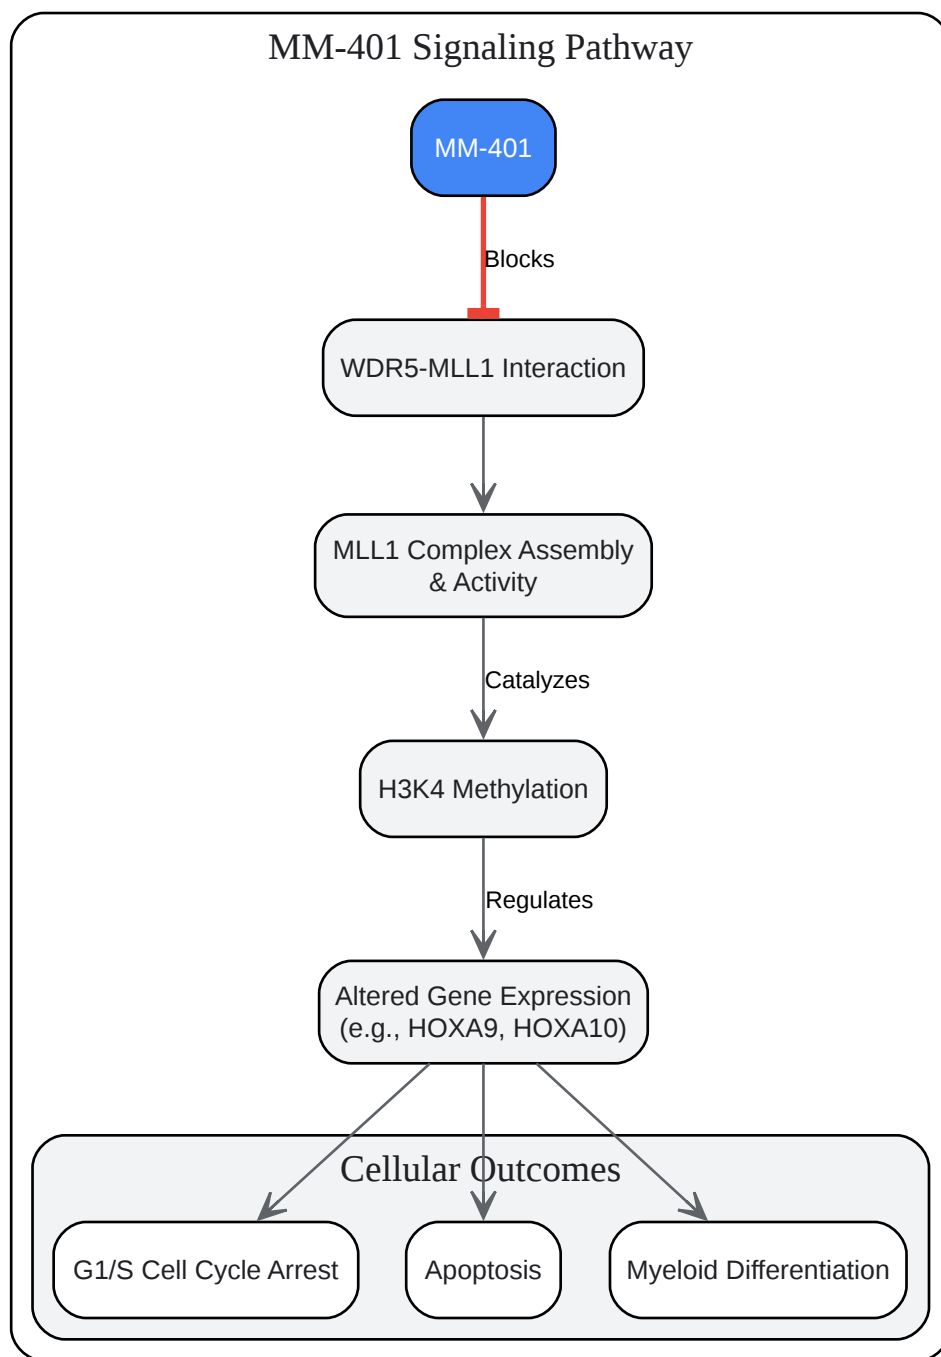 MM-401 Signaling Pathway
MM-401
Blocks
WDR5-MLL1 Interaction
MLL1 Complex Assembly
& Activity
Catalyzes
H3K4 Methylation
Regulates
Altered Gene Expression
(e.g., HOXA9, HOXA10)
Cellular Outcomes
G1/S Cell Cycle Arrest
Apoptosis
Myeloid Differentiation